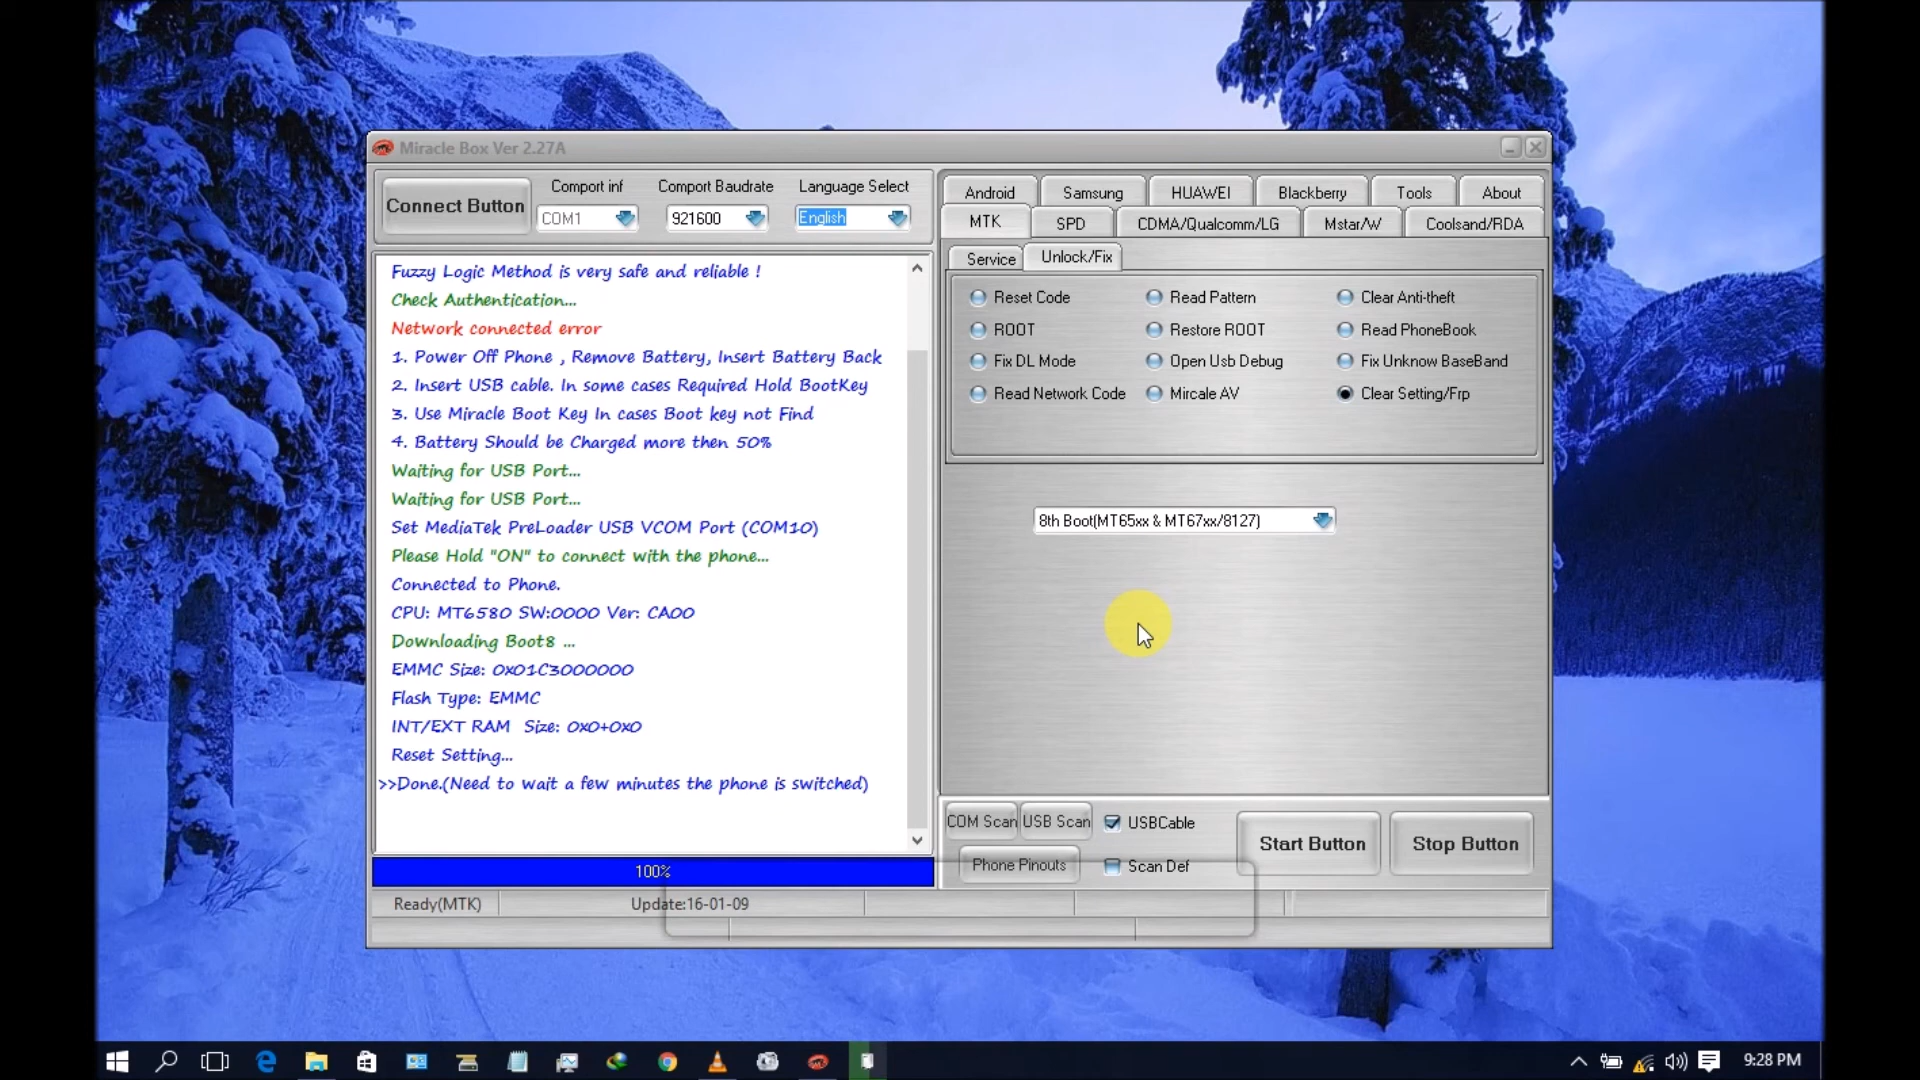 Miracle Box Ver 2.27A
Connect Button
Comport inf
COM1
Comport Baudrate
921600
Language Select
English
Fuzzy Logic Method is very safe and reliable !
Check Authentication...
Network connected error
1. Power Off Phone , Remove Battery, Insert Battery Back
2. Insert USB cable. In some cases Required Hold BootKey
3. Use Miracle Boot Key In cases Boot key not Find
4. Battery Should be Charged more then 50%
Waiting for USB Port...
Waiting for USB Port...
Set MediaTek PreLoader USB VCOM Port (COM10)
Please Hold "ON" to connect with the phone...
Connected to Phone.
CPU: MT6580 SW:0000 Ver: CA00
Downloading Boot8 ...
EMMC Size: 0x01C3000000
Flash Type: EMMC
INT/EXT RAM  Size: 0x0+0x0
Reset Setting...
>>Done.(Need to wait a few minutes the phone is switched)
100%
Ready(MTK)
Update:16-01-09
Android
Samsung
HUAWEI
Blackberry
Tools
About
MTK
SPD
CDMA/Qualcomm/LG
Mstar/W
Coolsand/RDA
Service
Unlock/Fix
Reset Code
Read Pattern
Clear Anti-theft
ROOT
Restore ROOT
Read PhoneBook
Fix DL Mode
Open Usb Debug
Fix Unknow BaseBand
Read Network Code
Mircale AV
Clear Setting/Frp
8th Boot(MT65xx & MT67xx/8127)
COM Scan
USB Scan
USBCable
Phone Pinouts
Scan Def
Start Button
Stop Button
9:28 PM